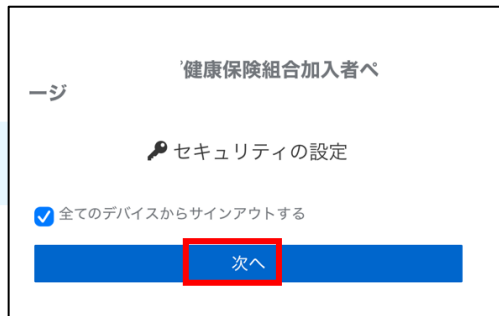 健康保険組合加入者ペ
ージ
セキュリティの設定
全てのデバイスからサインアウトする
次へ